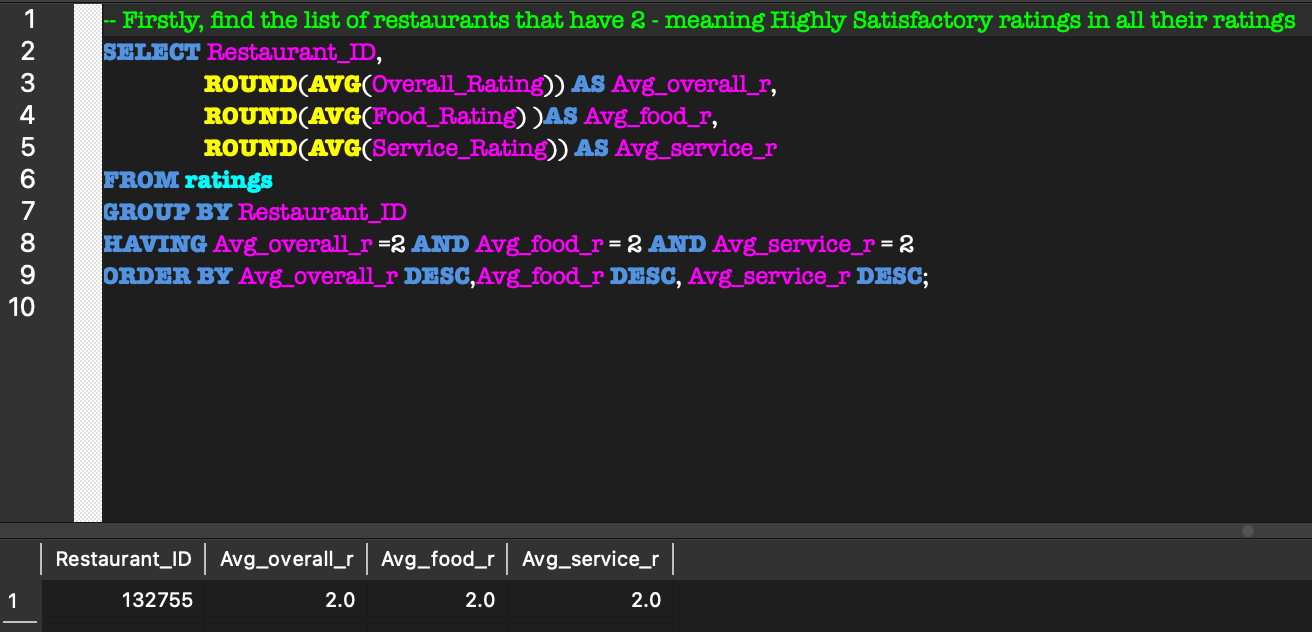 1 -- Firstly, find the list of restaurants that have 2 - meaning Highly Satisfactory ratings in all their ratings
2 SELECT Restaurant_ID,
3 ROUND(AVG(Overall_Rating)) AS Avg_overall_r,
4 ROUND(AVG(Food_Rating) )AS Avg_food_r,
5 ROUND(AVG(Service_Rating)) AS Avg_service_r
6 FROM ratings
7 GROUP BY Restaurant_ID
8 HAVING Avg_overall_r =2 AND Avg_food_r = 2 AND Avg_service_r = 2
9 ORDER BY Avg_overall_r DESC,Avg_food_r DESC, Avg_service_r DESC;
10
Restaurant_ID Avg_overall_r Avg_food_r Avg_service_r
1 132755 2.0 2.0 2.0